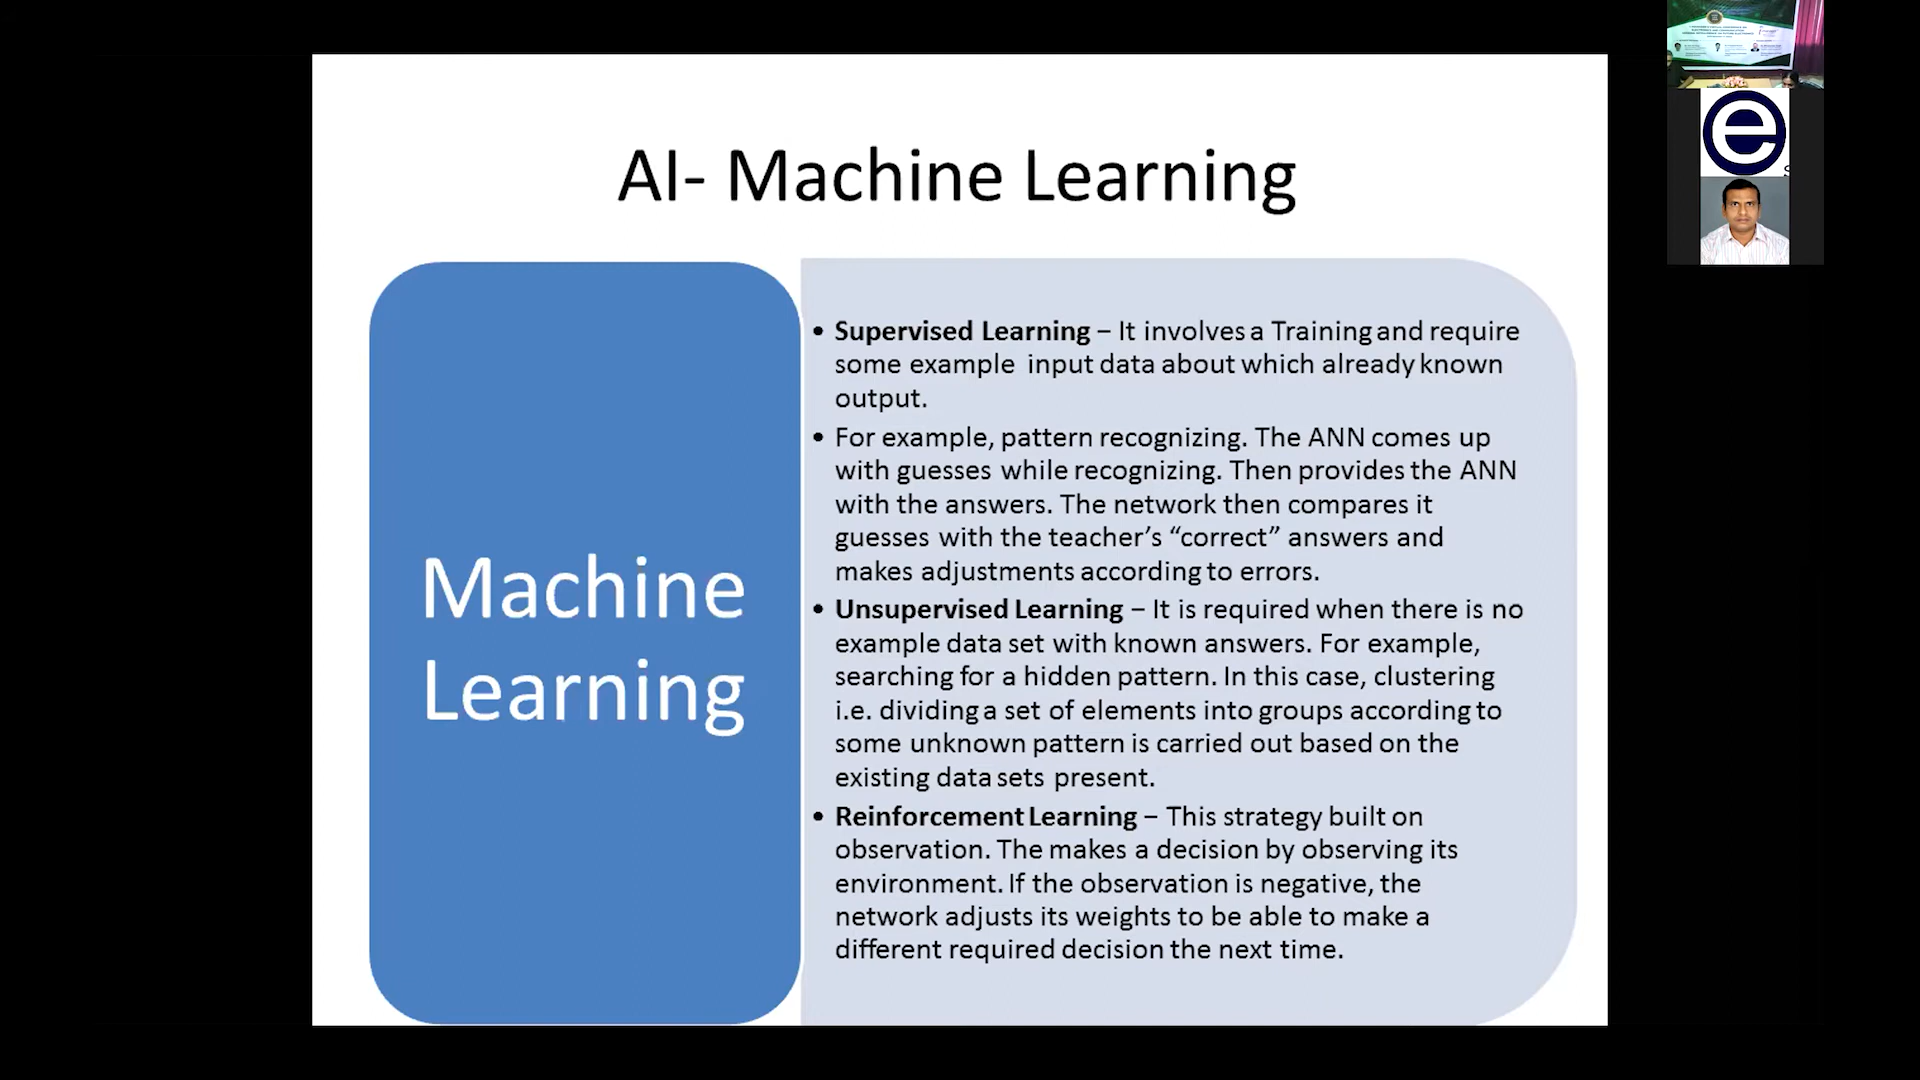 AI- Machine Learning
Machine
Learning
• Supervised Learning – It involves a Training and require
some example input data about which already known
output.
• For example, pattern recognizing. The ANN comes up
with guesses while recognizing. Then provides the ANN
with the answers. The network then compares it
guesses with the teacher’s “correct” answers and
makes adjustments according to errors.
• Unsupervised Learning – It is required when there is no
example data set with known answers. For example,
searching for a hidden pattern. In this case, clustering
i.e. dividing a set of elements into groups according to
some unknown pattern is carried out based on the
existing data sets present.
• Reinforcement Learning – This strategy built on
observation. The makes a decision by observing its
environment. If the observation is negative, the
network adjusts its weights to be able to make a
different required decision the next time.
e